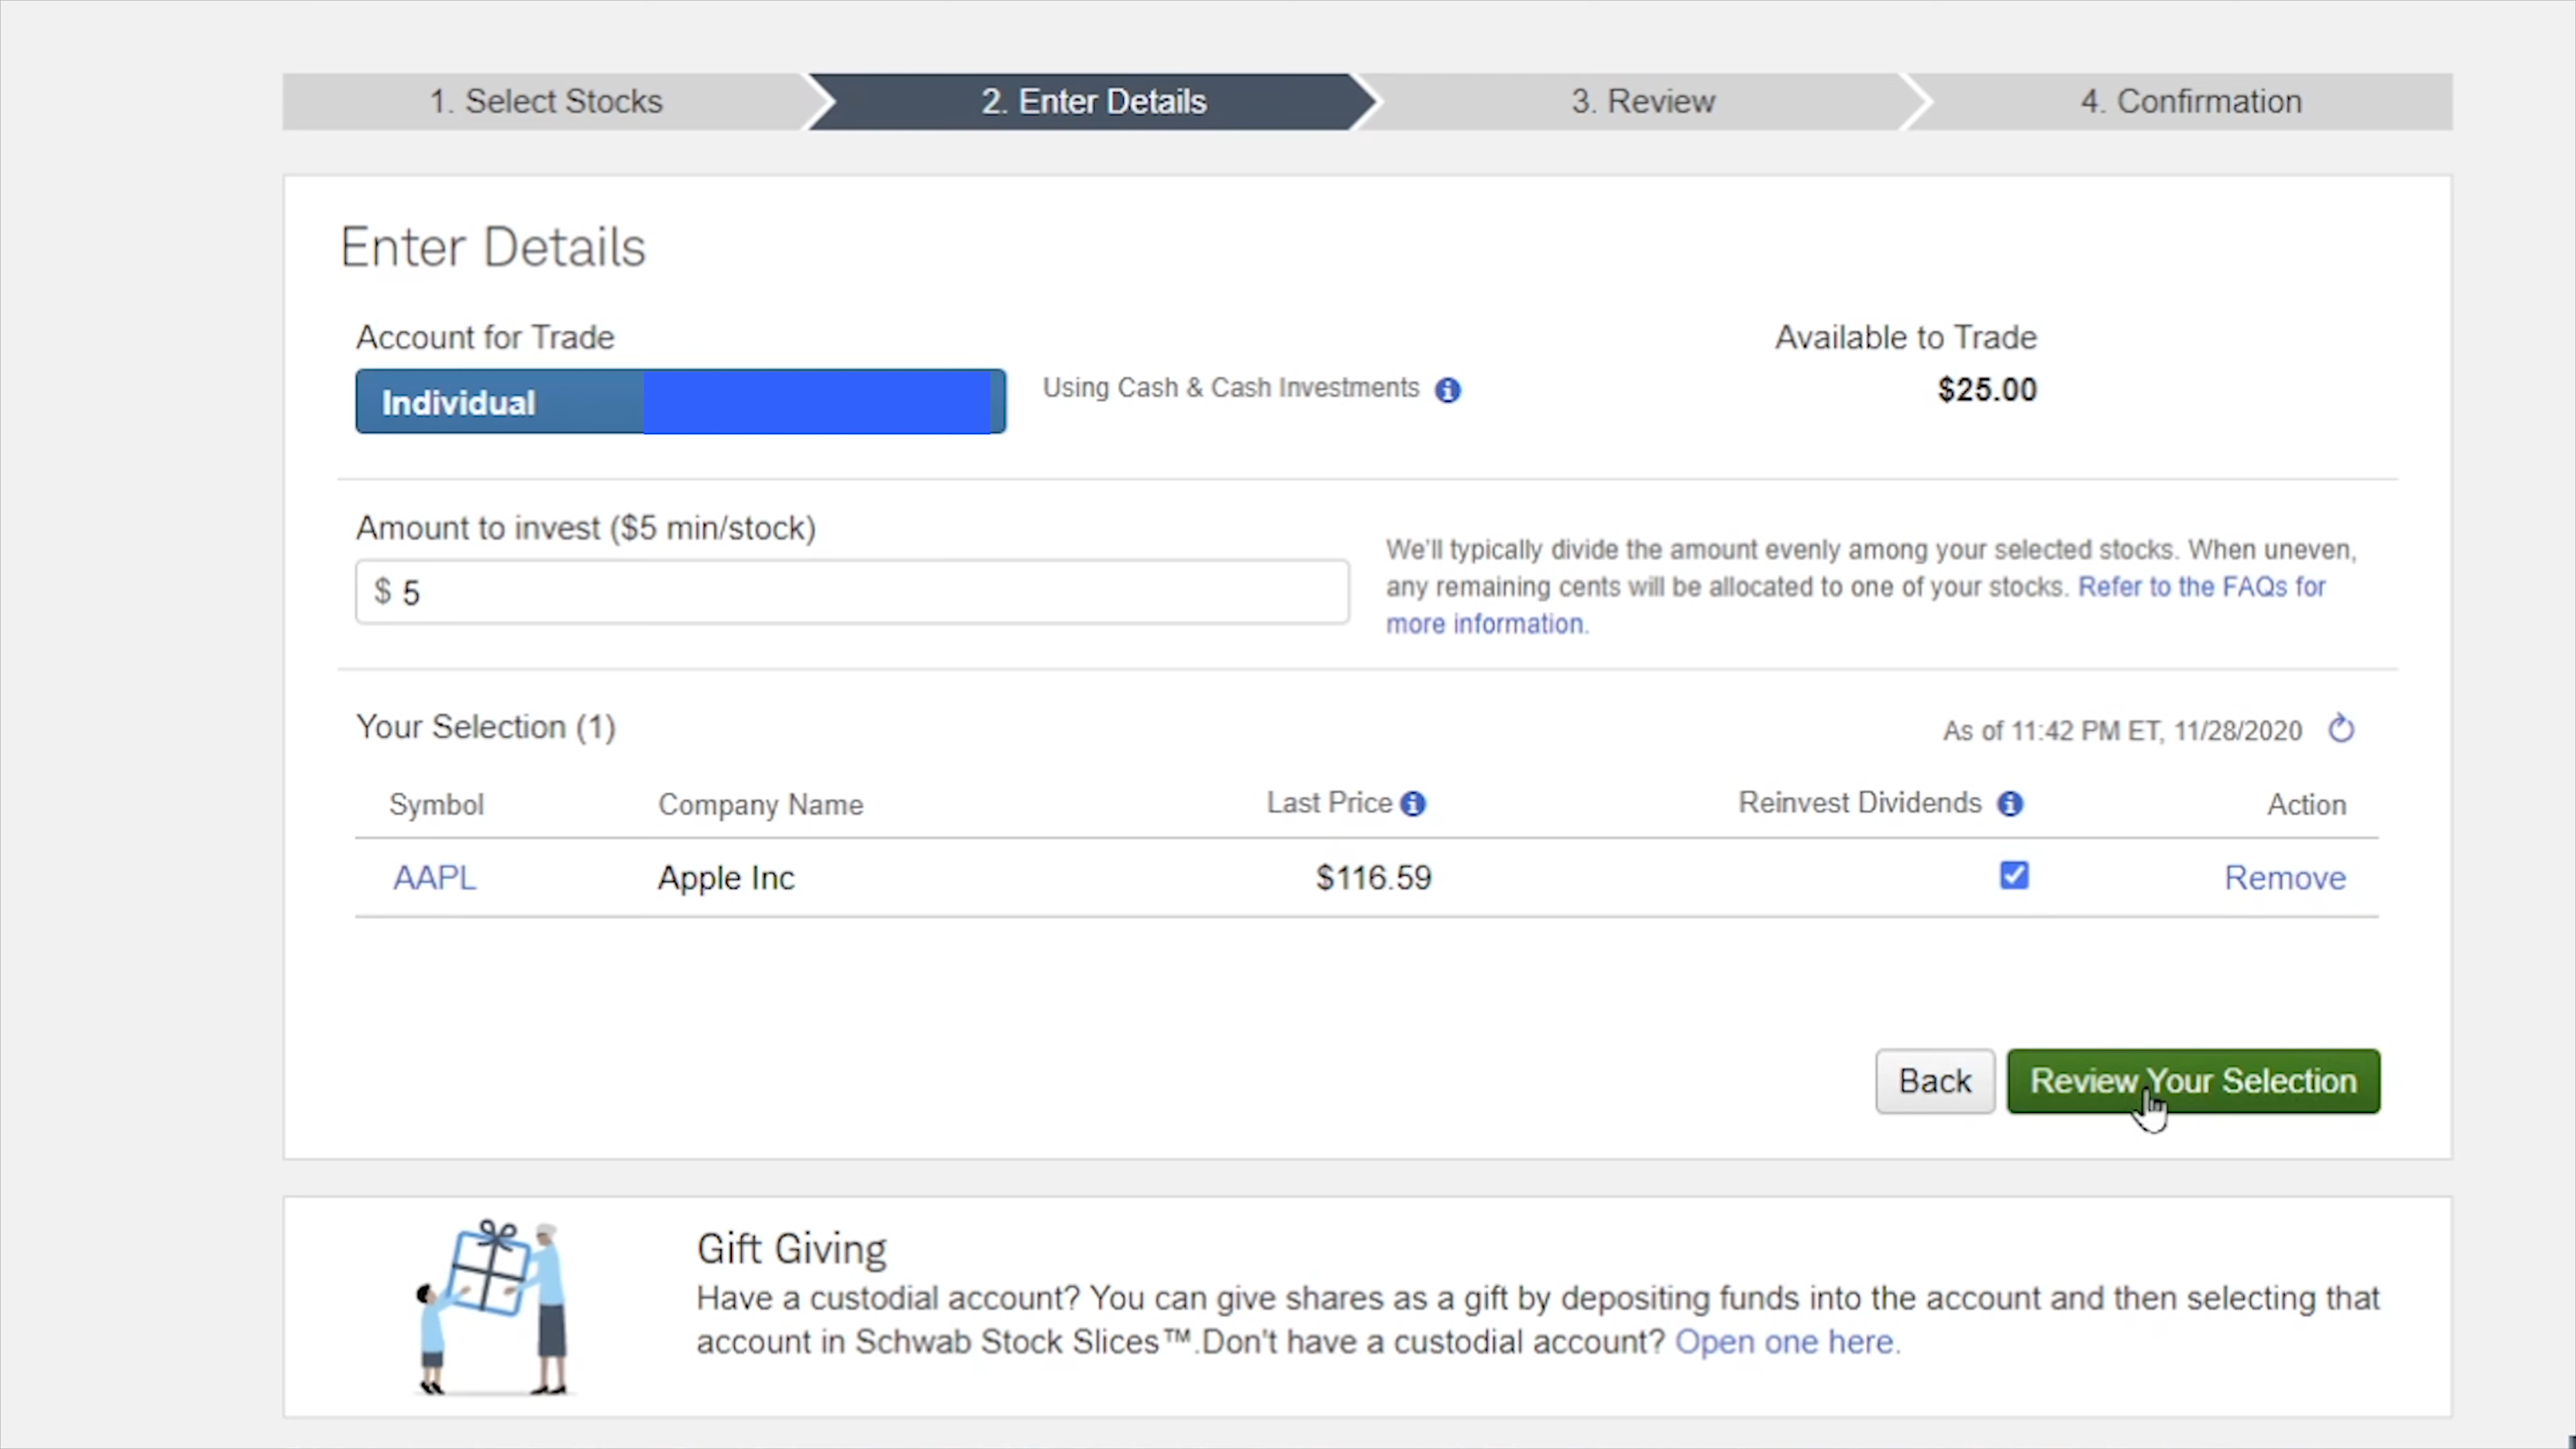 1. Select Stocks
2. Enter Details
3. Review
4. Confirmation
Enter Details
Account for Trade
Available to Trade
Individual
Using Cash & Cash Investments
$25.00
Amount to invest ($5 min/stock)
$ 5
We'll typically divide the amount evenly among your selected stocks. When uneven,
any remaining cents will be allocated to one of your stocks. Refer to the FAQs for
more information.
Your Selection (1)
As of 11:42 PM ET, 11/28/2020
Symbol
Company Name
Last Price
Reinvest Dividends
Action
AAPL
Apple Inc
$116.59
Remove
Back
Review Your Selection
Gift Giving
Have a custodial account? You can give shares as a gift by depositing funds into the account and then selecting that
account in Schwab Stock Slices™.Don't have a custodial account? Open one here.